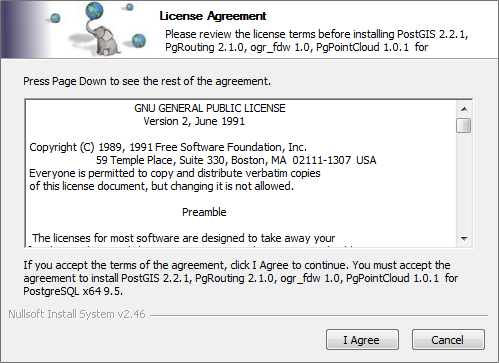 License Agreement
Please review the license terms before installing PostGIS 2.2.1,
PgRouting 2.1.0, ogr_fdw 1.0, PgPointCloud 1.0.1 for
Press Page Down to see the rest of the agreement.
GNU GENERAL PUBLIC LICENSE
Version 2, June 1991
Copyright (C) 1989, 1991 Free Software Foundation, Inc.
59 Temple Place, Suite 330, Boston, MA 02111-1307 USA
Everyone is permitted to copy and distribute verbatim copies
of this license document, but changing it is not allowed.
Preamble
The licenses for most software are designed to take away your
If you accept the terms of the agreement, click I Agree to continue. You must accept the
agreement to install PostGIS 2.2.1, PgRouting 2.1.0, ogr_fdw 1.0, PgPointCloud 1.0.1 for
PostgreSQL x64 9.5.
Nullsoft Install System v2.46
I Agree
Cancel